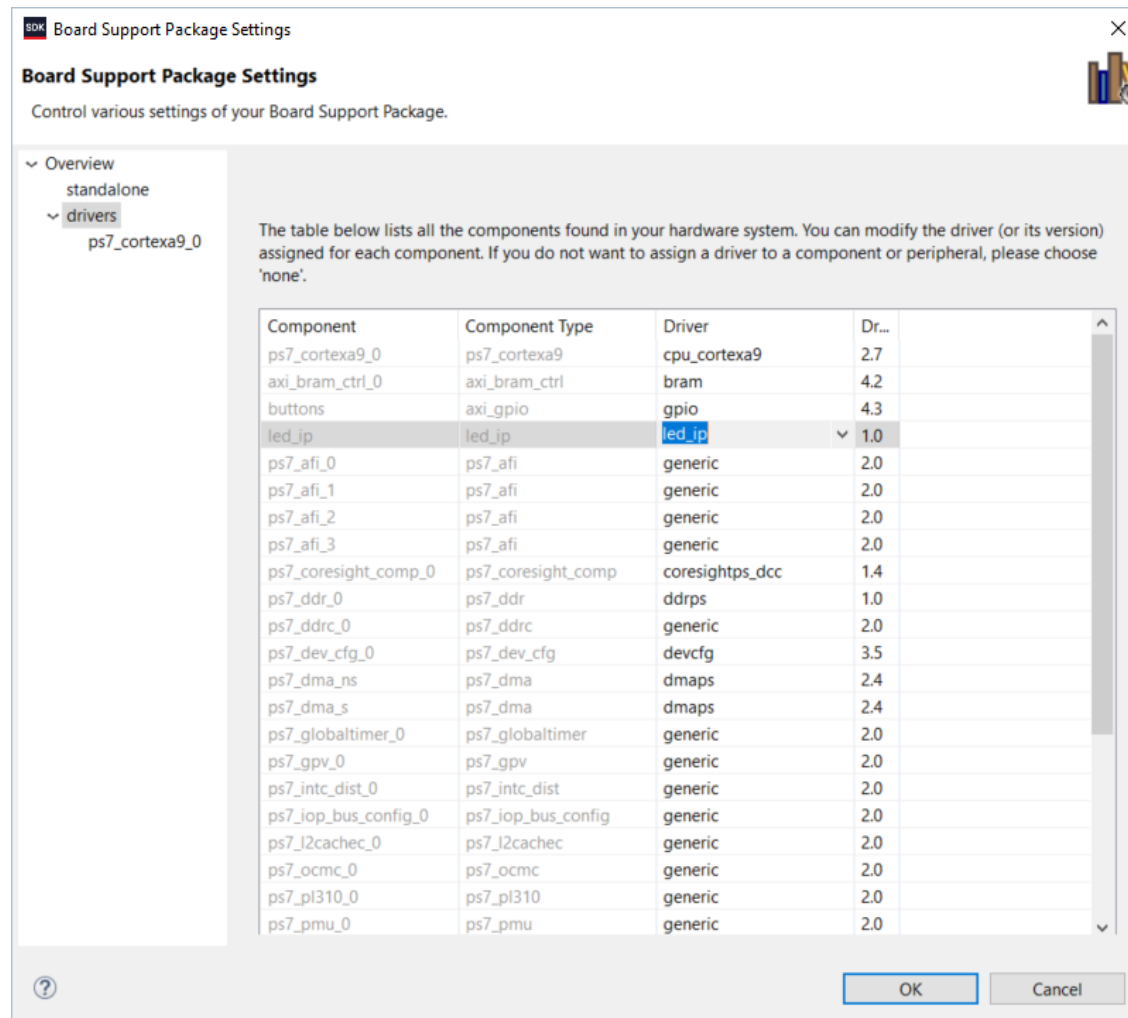 SDK Board Support Package Settings
Board Support Package Settings
Control various settings of your Board Support Package.
Overview
standalone
drivers
ps7_cortexa9_0
The table below lists all the components found in your hardware system. You can modify the driver (or its version)
assigned for each component. If you do not want to assign a driver to a component or peripheral, please choose
'none'.
Component Component Type Driver Dr...
ps7_cortexa9_0 ps7_cortexa9 cpu_cortexa9 2.7
axi_bram_ctrl_0 axi_bram_ctrl bram 4.2
buttons axi_gpio gpio 4.3
led_ip led_ip led_ip 1.0
ps7_afi_0 ps7_afi generic 2.0
ps7_afi_1 ps7_afi generic 2.0
ps7_afi_2 ps7_afi generic 2.0
ps7_afi_3 ps7_afi generic 2.0
ps7_coresight_comp_0 ps7_coresight_comp coresightps_dcc 1.4
ps7_ddr_0 ps7_ddr ddrps 1.0
ps7_ddrc_0 ps7_ddrc generic 2.0
ps7_dev_cfg_0 ps7_dev_cfg devcfg 3.5
ps7_dma_ns ps7_dma dmaps 2.4
ps7_dma_s ps7_dma dmaps 2.4
ps7_globaltimer_0 ps7_globaltimer generic 2.0
ps7_gpv_0 ps7_gpv generic 2.0
ps7_intc_dist_0 ps7_intc_dist generic 2.0
ps7_iop_bus_config_0 ps7_iop_bus_config generic 2.0
ps7_l2cachec_0 ps7_l2cachec generic 2.0
ps7_ocmc_0 ps7_ocmc generic 2.0
ps7_pl310_0 ps7_pl310 generic 2.0
ps7_pmu_0 ps7_pmu generic 2.0
? OK Cancel